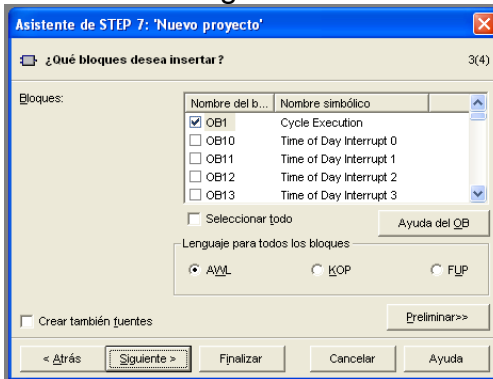 Asistente de STEP 7: 'Nuevo proyecto'
¿Qué bloques desea insertar? 3(4)
Bloques:
Nombre del b... Nombre simbólico
OB1 Cycle Execution
OB10 Time of Day Interrupt 0
OB11 Time of Day Interrupt 1
OB12 Time of Day Interrupt 2
OB13 Time of Day Interrupt 3
Seleccionar todo Ayuda del OB
Lenguaje para todos los bloques
AWL KOP FUP
Crear también fuentes Preliminar>>
< Atrás Siguiente > Finalizar Cancelar Ayuda